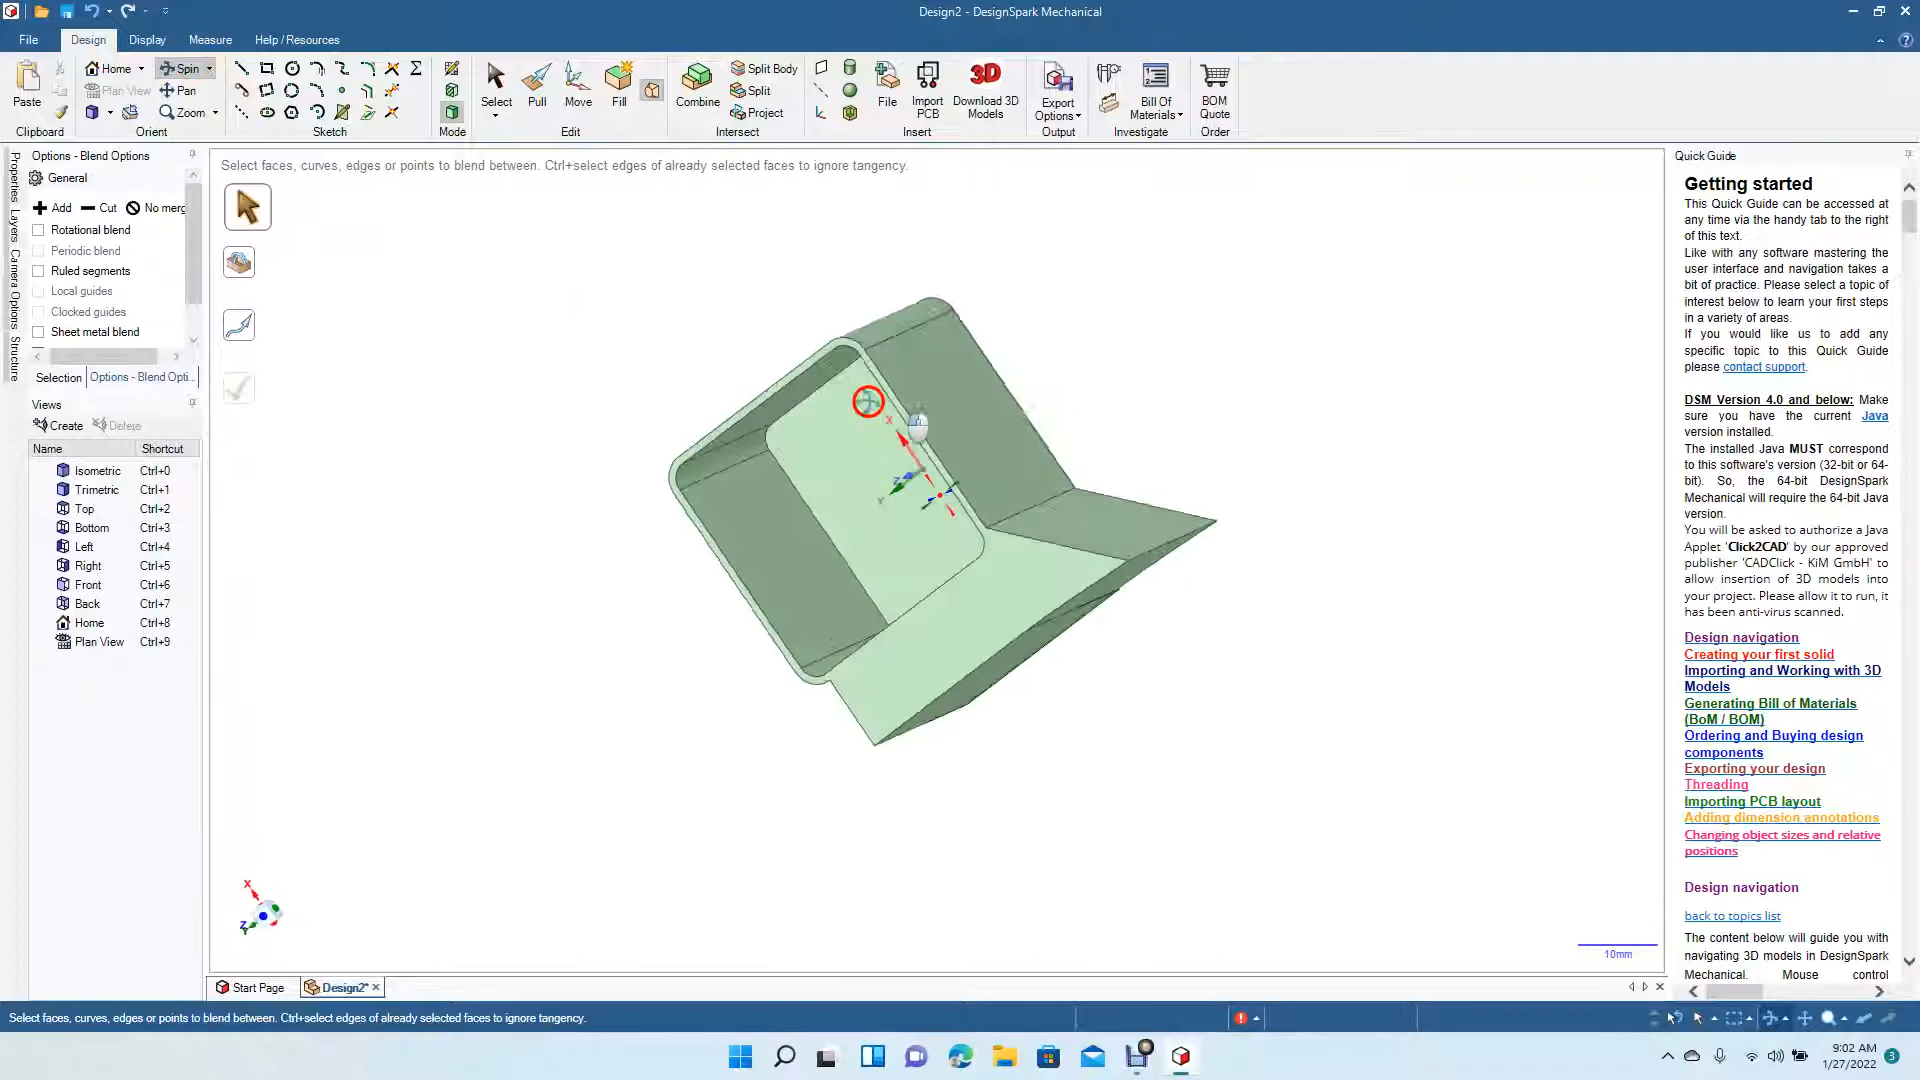 Design2 - DesignSpark Mechanical
File Design Display Measure Help / Resources
Paste
Clipboard
Home Spin
Plan View Pan
Zoom
Orient
Sketch
Mode
Select Pull Move Fill
Edit
Combine
Split Body
Split
Project
Intersect
File
Import
PCB
3D
Download 3D
Models
Insert
Export
Options
Output
Bill Of
Materials
Investigate
BOM
Quote
Order
Properties
Layers
Camera Options
Structure
Options - Blend Options
General
Add Cut No merg
Rotational blend
Periodic blend
Ruled segments
Local guides
Clocked guides
Sheet metal blend
Selection Options - Blend Opti...
Views
Create Delete
Name Shortcut
Isometric Ctrl+0
Trimetric Ctrl+1
Top Ctrl+2
Bottom Ctrl+3
Left Ctrl+4
Right Ctrl+5
Front Ctrl+6
Back Ctrl+7
Home Ctrl+8
Plan View Ctrl+9
Select faces, curves, edges or points to blend between. Ctrl+select edges of already selected faces to ignore tangency.
X
Z
Y
X
Z
Y
10mm
Start Page Design2*
Quick Guide
Getting started
This Quick Guide can be accessed at
any time via the handy tab to the right
of this text.
Like with any software mastering the
user interface and navigation takes a
bit of practice. Please select a topic of
interest below to learn your first steps
in a variety of areas.
If you would like us to add any
specific topic to this Quick Guide
please contact support.
DSM Version 4.0 and below: Make
sure you have the current Java
version installed.
The installed Java MUST correspond
to this software's version (32-bit or 64-
bit). So, the 64-bit DesignSpark
Mechanical will require the 64-bit Java
version.
You will be asked to authorize a Java
Applet 'Click2CAD' by our approved
publisher 'CADClick - KiM GmbH' to
allow insertion of 3D models into
your project. Please allow it to run, it
has been anti-virus scanned.
Design navigation
Creating your first solid
Importing and Working with 3D
Models
Generating Bill of Materials
(BoM / BOM)
Ordering and Buying design
components
Exporting your design
Threading
Importing PCB layout
Adding dimension annotations
Changing object sizes and relative
positions
Design navigation
back to topics list
The content below will guide you with
navigating 3D models in DesignSpark
Mechanical. Mouse control
Select faces, curves, edges or points to blend between. Ctrl+select edges of already selected faces to ignore tangency.
9:02 AM
1/27/2022
3